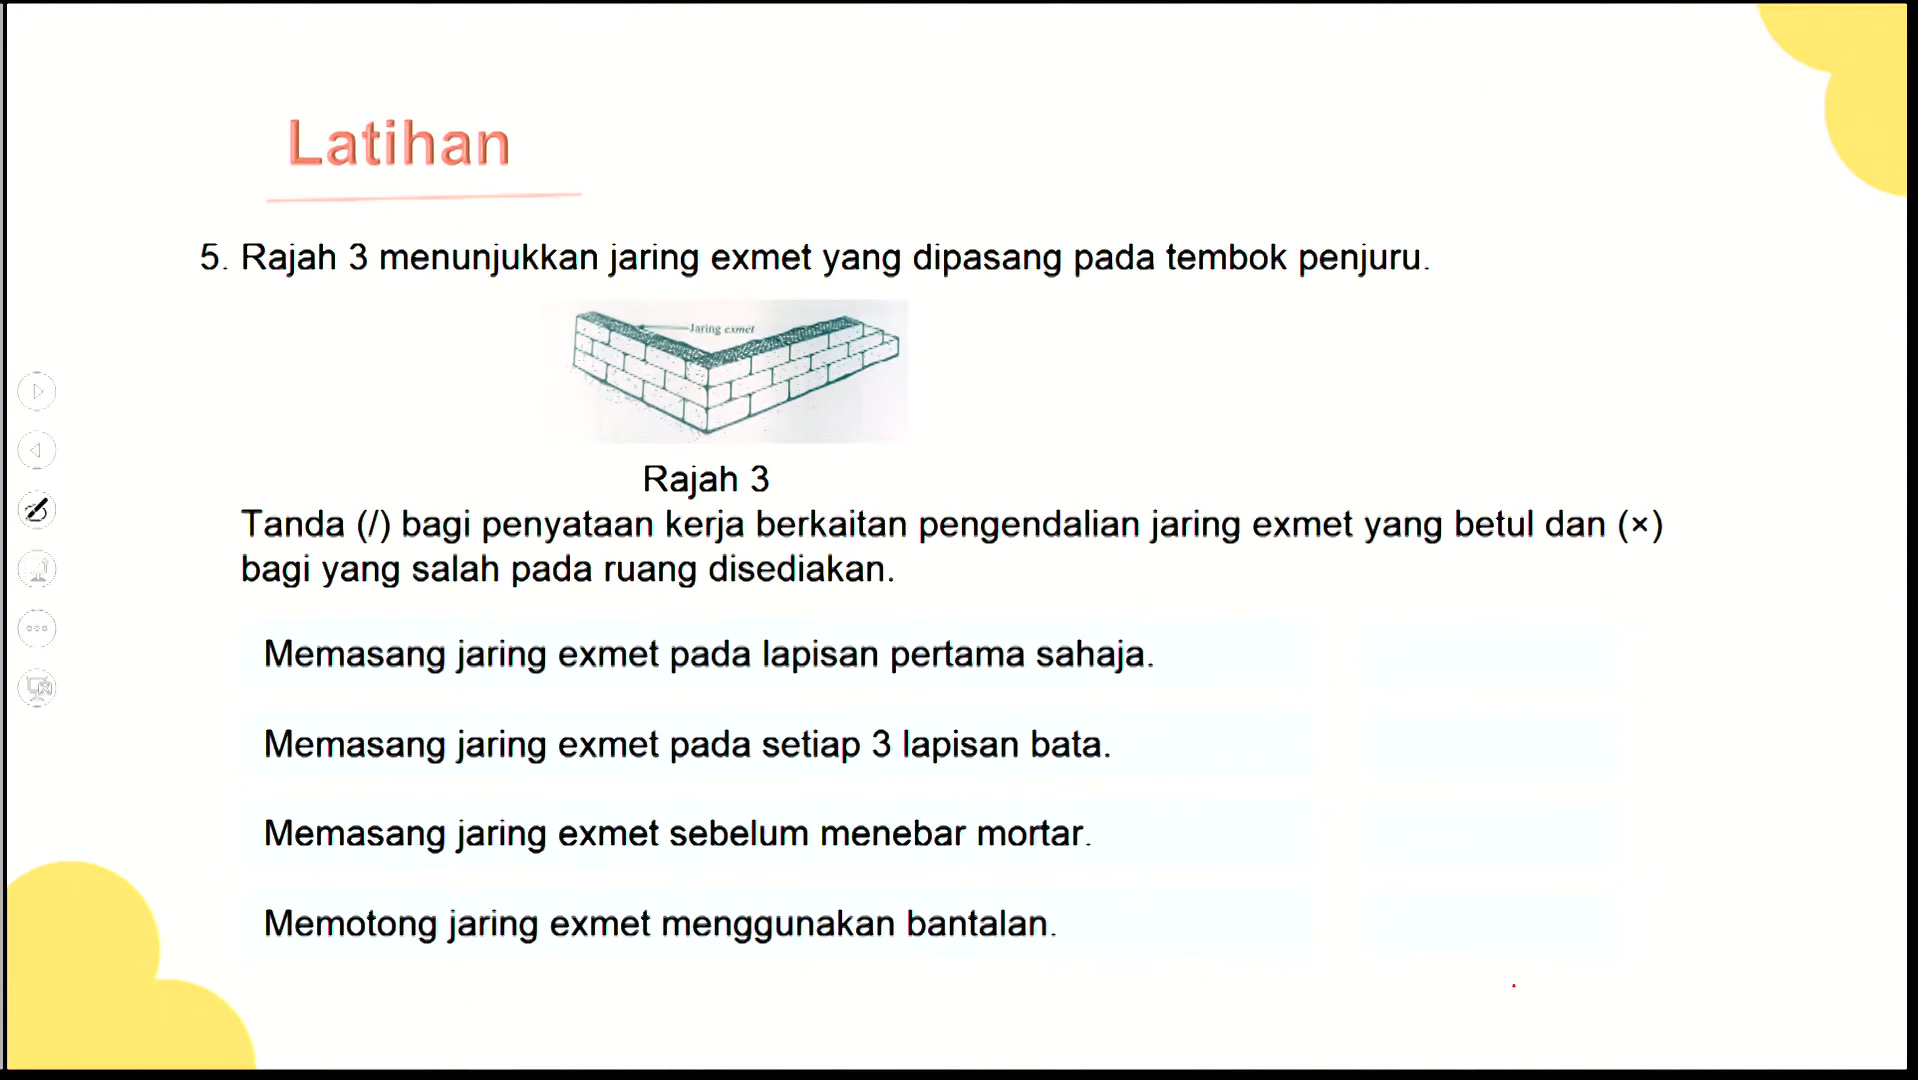 Latihan
5. Rajah 3 menunjukkan jaring exmet yang dipasang pada tembok penjuru.
Jaring exmet
Rajah 3
Tanda (/) bagi penyataan kerja berkaitan pengendalian jaring exmet yang betul dan (×)
bagi yang salah pada ruang disediakan.
Memasang jaring exmet pada lapisan pertama sahaja.
Memasang jaring exmet pada setiap 3 lapisan bata.
Memasang jaring exmet sebelum menebar mortar.
Memotong jaring exmet menggunakan bantalan.